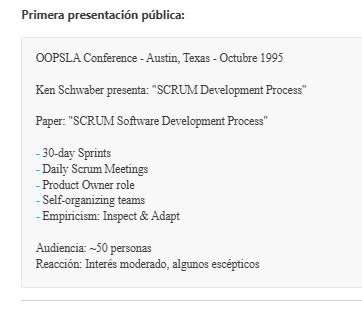 Primera presentación pública:
OOPSLA Conference - Austin, Texas - Octubre 1995
Ken Schwaber presenta: "SCRUM Development Process"
Paper: "SCRUM Software Development Process"
- 30-day Sprints
- Daily Scrum Meetings
- Product Owner role
- Self-organizing teams
- Empiricism: Inspect & Adapt
Audiencia: ~50 personas
Reacción: Interés moderado, algunos escépticos